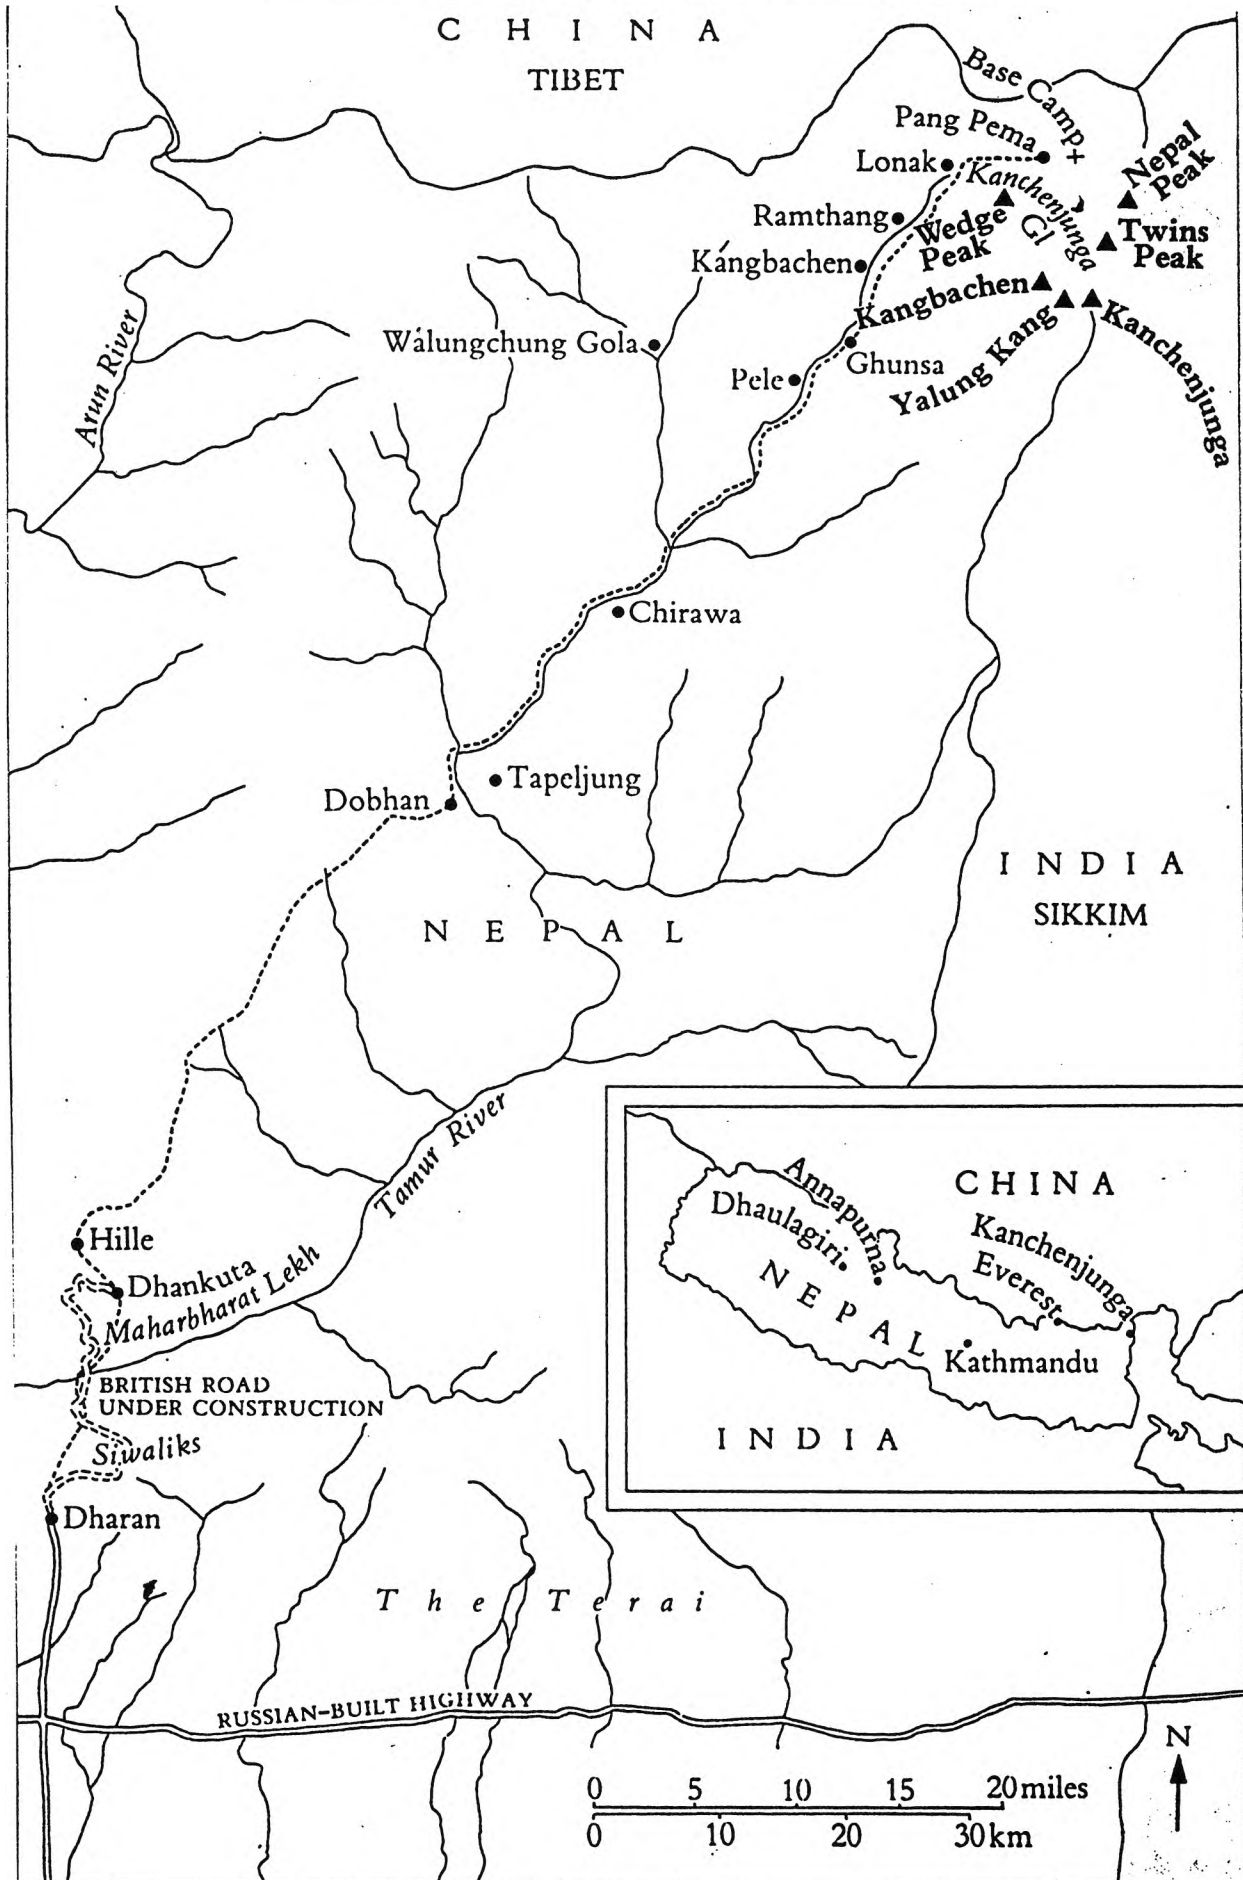 CHINA
TIBET
Base Camp
Pang Pema
Lonak
Nepal
Peak
Kanchenjunga
Gl
Ramthang
Wedge
Peak
Twins
Peak
Kángbachen
Kangbachen
Kanchenjunga
Arun River
Wálungchung Gola
Yalung Kang
Ghunsa
Pele
Chirawa
Tapeljung
Dobhan
INDIA
SIKKIM
NEPAL
Tamur River
Hille
Dhankuta
Maharbharat Lekh
BRITISH ROAD
UNDER CONSTRUCTION
Siwaliks
Dharan
CHINA
Annapurna
Dhaulagiri
Kanchenjunga
Everest
NEPAL
Kathmandu
INDIA
The Terai
RUSSIAN-BUILT HIGHWAY
N
0 5 10 15 20 miles
0 10 20 30 km